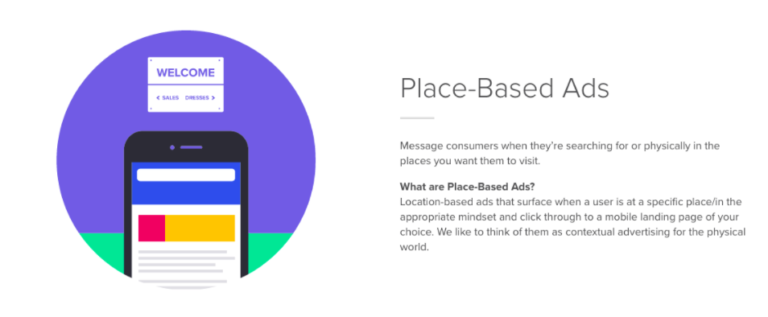 WELCOME
< SALES DRESSES >
Place-Based Ads
Message consumers when they're searching for or physically in the
places you want them to visit.
What are Place-Based Ads?
Location-based ads that surface when a user is at a specific place/in the
appropriate mindset and click through to a mobile landing page of your
choice. We like to think of them as contextual advertising for the physical
world.